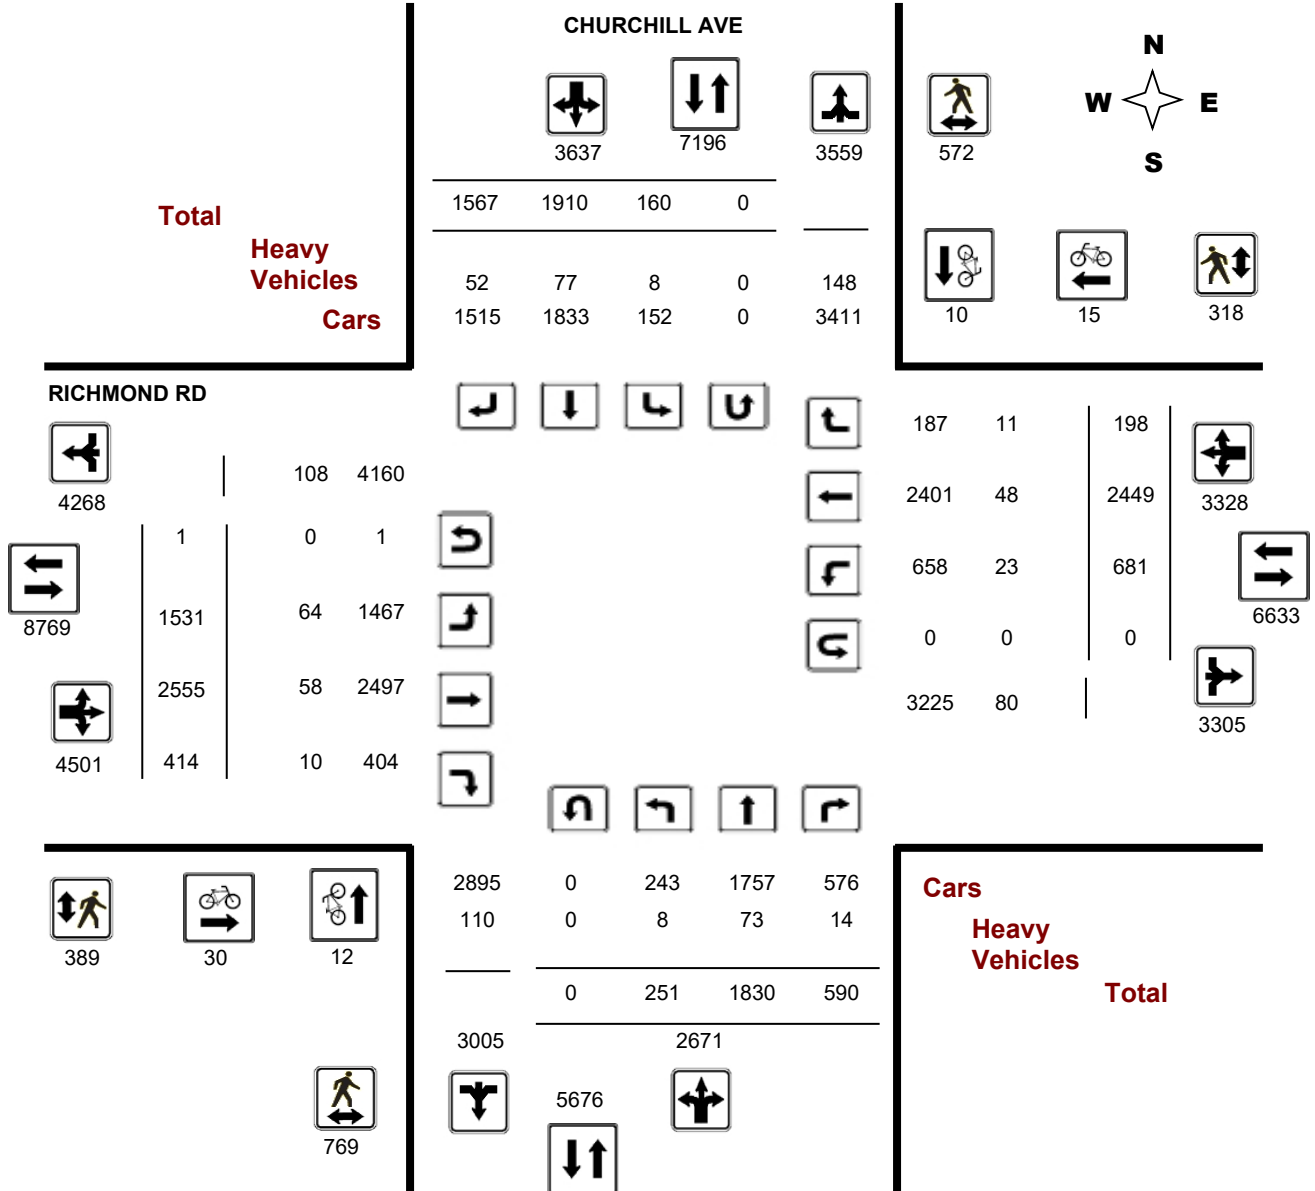 CHURCHILL AVE
N
W E
S
3637 7196 3559 572
1567 1910 160 0
Total
Heavy
Vehicles
52 77 8 0 148
Cars
1515 1833 152 0 3411
10 15 318
RICHMOND RD
187 11 198
108 4160
4268
2401 48 2449 3328
1 0 1
658 23 681
1531 64 1467
8769
6633
0 0 0
2555 58 2497
3225 80
3305
4501 414 10 404
2895 0 243 1757 576
Cars
110 0 8 73 14
Heavy
Vehicles
389 30 12
0 251 1830 590
Total
3005 2671
5676
769